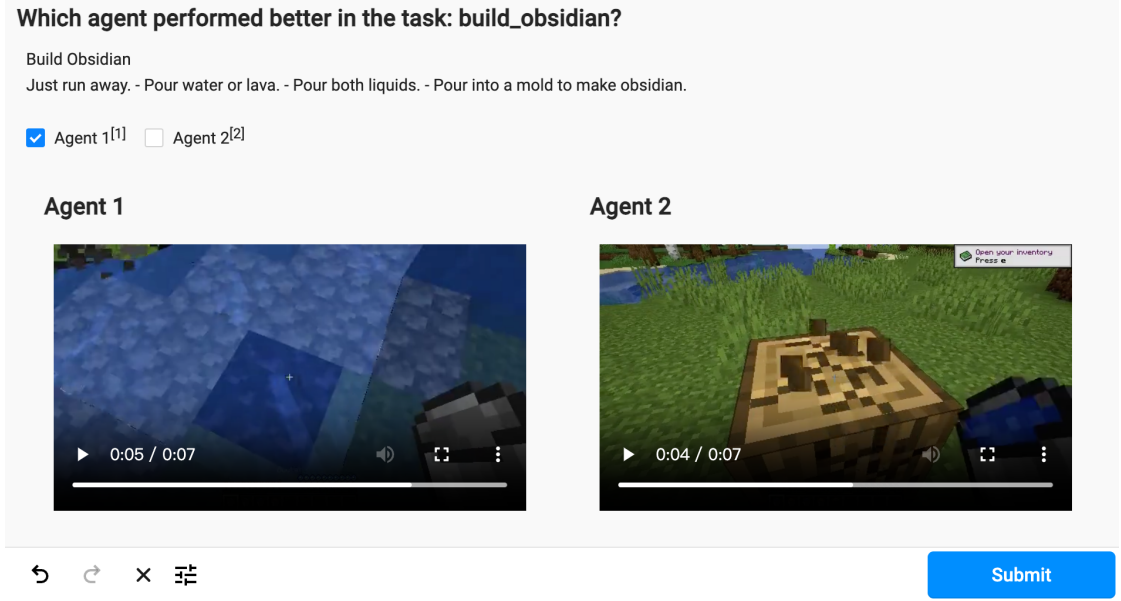 Which agent performed better in the task: build_obsidian?
Build Obsidian
Just run away. - Pour water or lava. - Pour both liquids. - Pour into a mold to make obsidian.
Agent 1[1] Agent 2[2]
Agent 1 Agent 2
Open your inventory
Press e
0:05 / 0:07 0:04 / 0:07
Submit